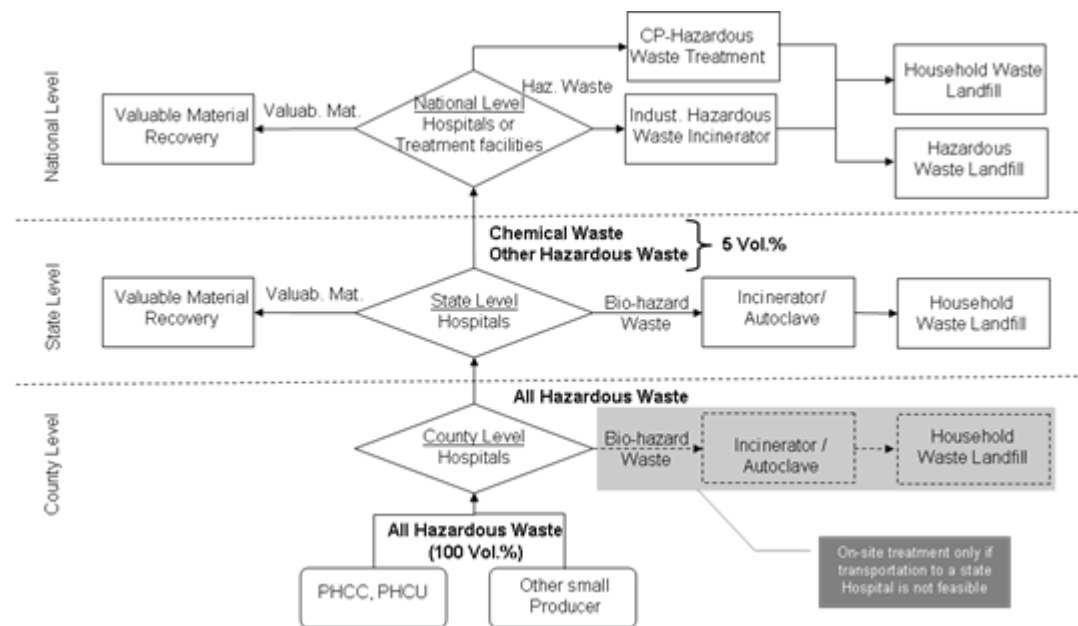 National Level
CP-Hazardous
Waste Treatment
Household Waste
Landfill
Haz. Waste
Valuable Material
Recovery
Valuab. Mat.
National Level
Hospitals or
Treatment facilities
Indust. Hazardous
Waste Incinerator
Hazardous
Waste Landfill
State Level
Chemical Waste
Other Hazardous Waste
5 Vol.%
Valuable Material
Recovery
Valuab. Mat.
State Level
Hospitals
Bio-hazard
Waste
Incinerator/
Autoclave
Household
Waste Landfill
County Level
All Hazardous Waste
County Level
Hospitals
Bio-hazard
Waste
Incinerator /
Autoclave
Household
Waste Landfill
All Hazardous Waste
(100 Vol.%)
PHCC, PHCU
Other small
Producer
On-site treatment only if
transportation to a state
Hospital is not feasible